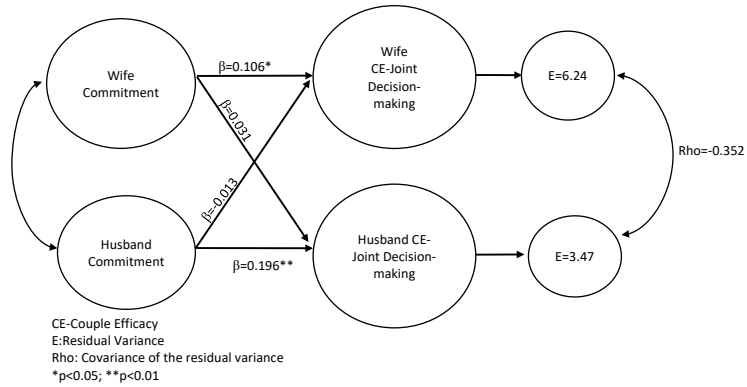 Wife
Commitment
β=0.106*
Wife
CE-Joint
Decision-
making
E=6.24
β=0.031
Rho=-0.352
β=-0.013
Husband
Commitment
β=0.196**
Husband CE-
Joint Decision-
making
E=3.47
CE-Couple Efficacy
E:Residual Variance
Rho: Covariance of the residual variance
*p<0.05; **p<0.01